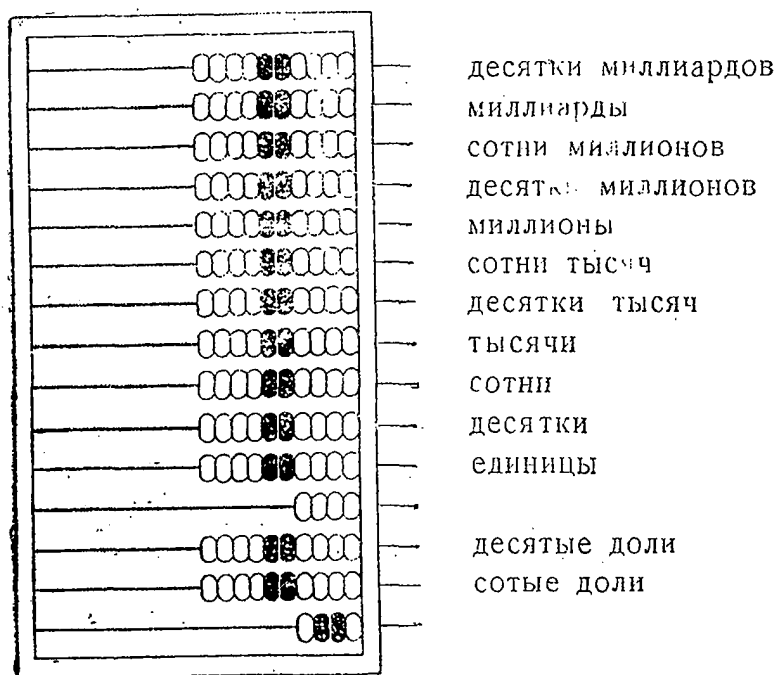 десятки миллиардов
миллиарды
сотни миллионов
десятки миллионов
миллионы
сотни тысяч
десятки тысяч
тысячи
сотни
десятки
единицы
десятые доли
сотые доли